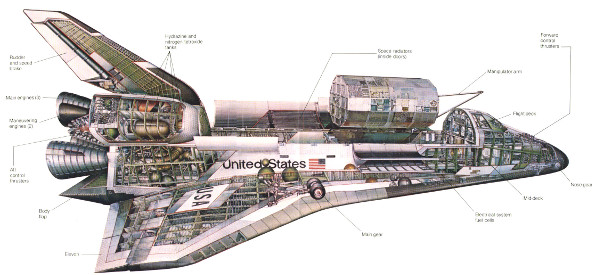 Rudder and speed
brake
Hydrazine and
nitrogen tetroxide
tanks
Space radiators
(inside doors)
Forward
control
thrusters
Manipulator arm
Main engines (3)
Flight deck
Maneuvering
engines (2)
Aft
control
thrusters
United States
USA
Nose gear
Mid-deck
Body
flap
Electrical system
fuel cells
Main gear
Elevon